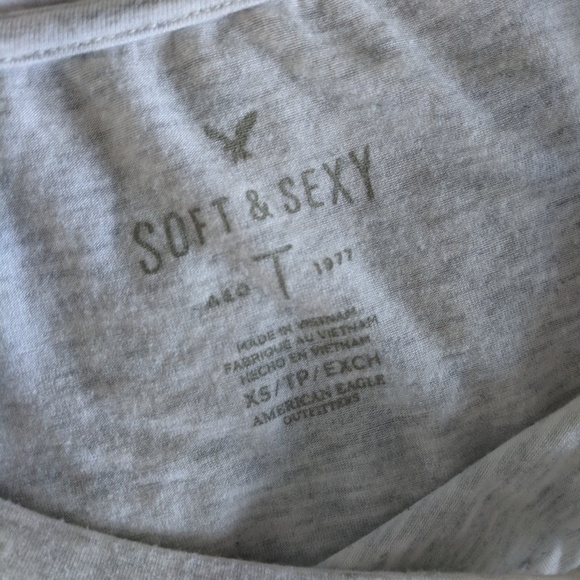 SOFT & SEXY
AEO T 1977
MADE IN VIETNAM
FABRIQUE AU VIETNAM
HECHO EN VIETNAM
XS/TP/EXCH
AMERICAN EAGLE
OUTFITTERS